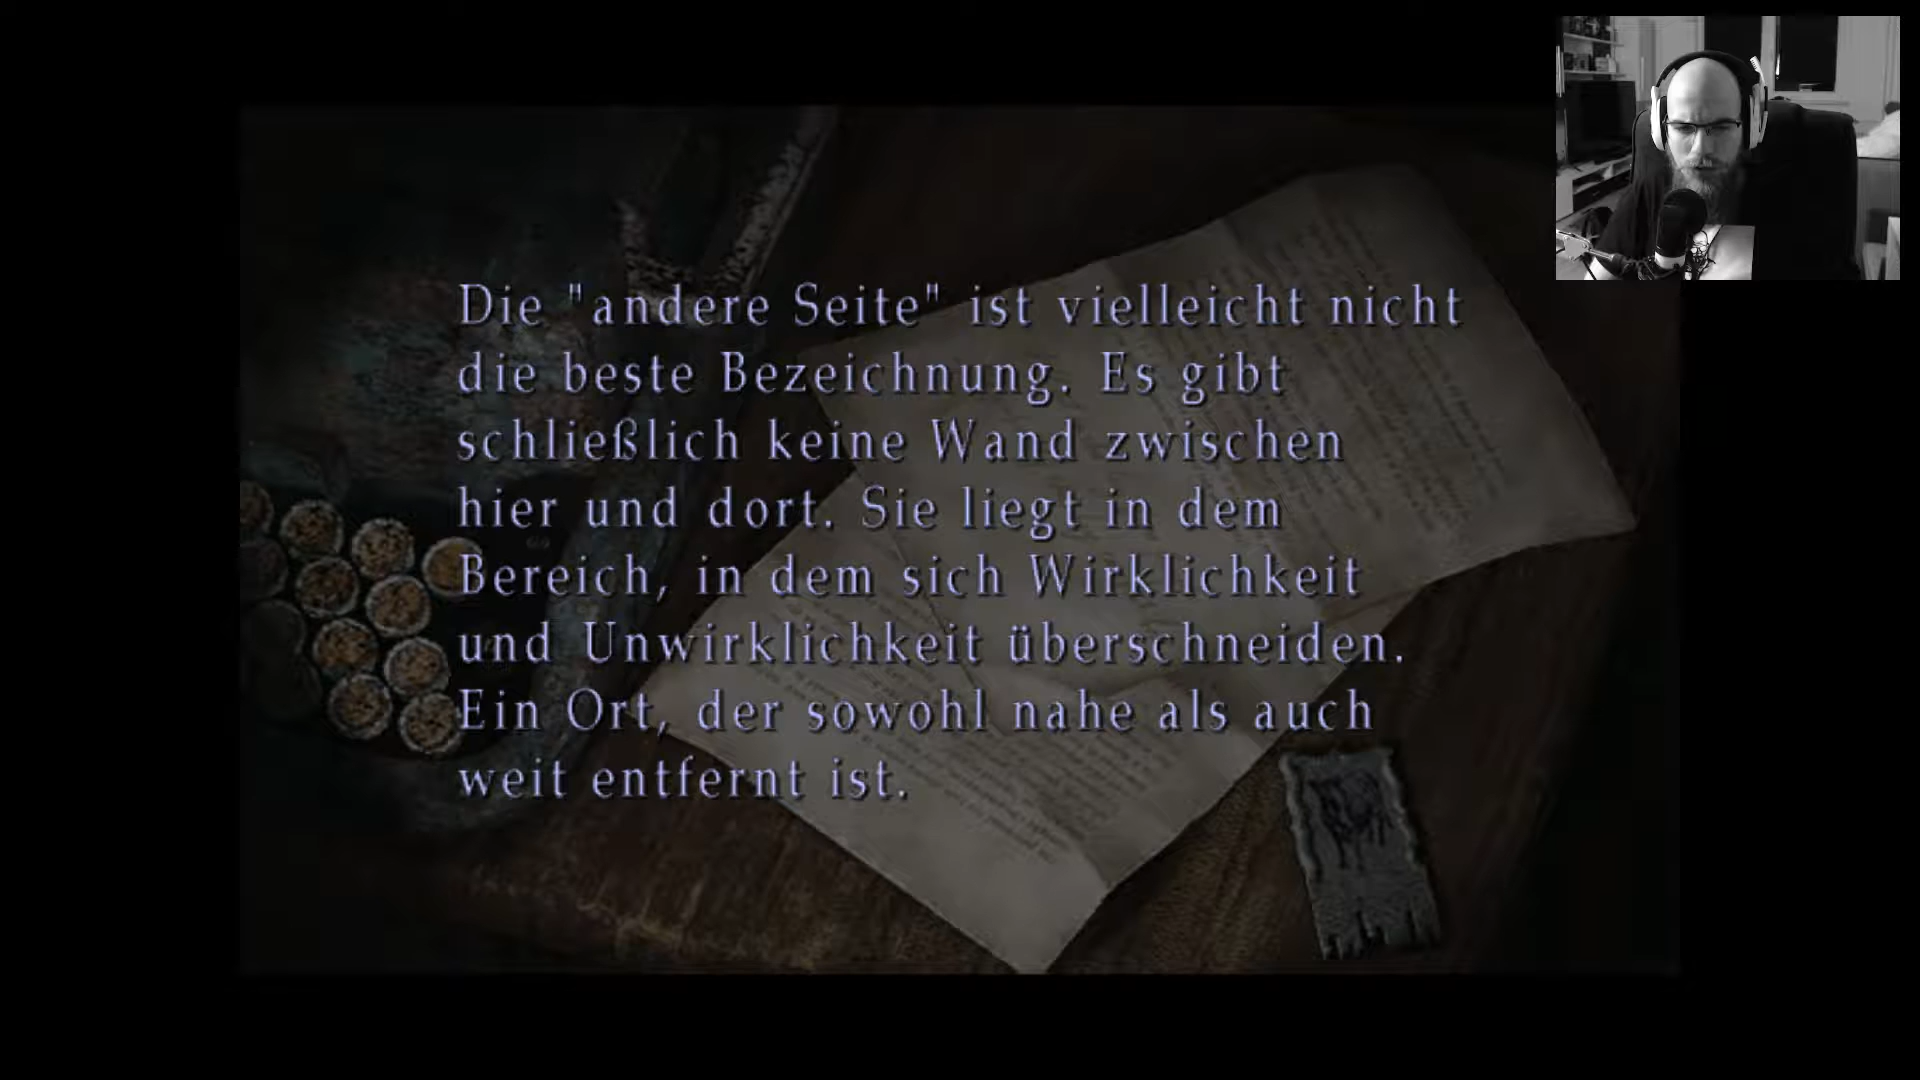 Die "andere Seite" ist vielleicht nicht
die beste Bezeichnung. Es gibt
schließlich keine Wand zwischen
hier und dort. Sie liegt in dem
Bereich, in dem sich Wirklichkeit
und Unwirklichkeit überschneiden.
Ein Ort, der sowohl nahe als auch
weit entfernt ist.